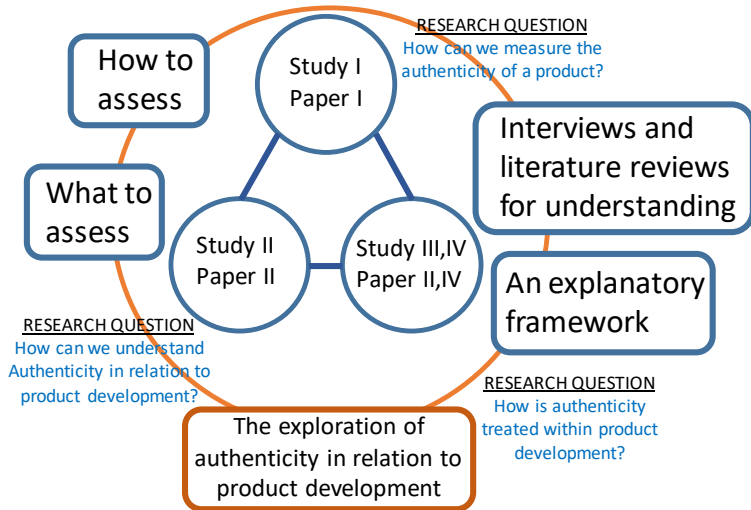 RESEARCH QUESTION
How can we measure the
authenticity of a product?
How to
assess
Study I
Paper I
Interviews and
literature reviews
for understanding
What to
assess
Study II
Paper II
Study III,IV
Paper II,IV
An explanatory
framework
RESEARCH QUESTION
How can we understand
Authenticity in relation to
product development?
RESEARCH QUESTION
How is authenticity
treated within product
development?
The exploration of
authenticity in relation to
product development